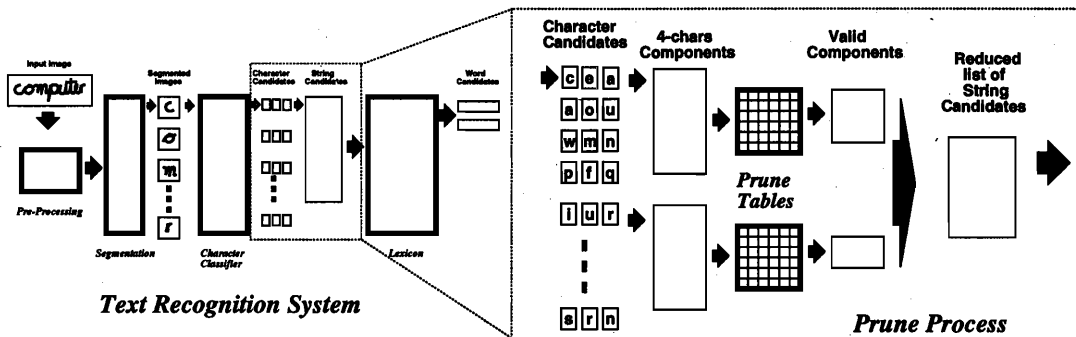 Input Image
computer
Pre-Processing
Segmentation
Segmented
Images
c
o
m
r
Character
Classifier
Character
Candidates
String
Candidates
Lexicon
Word
Candidates
Text Recognition System
Character
Candidates
c e a
a o u
w m n
p f q
i u r
s r n
4-chars
Components
Prune
Tables
Valid
Components
Reduced
list of
String
Candidates
Prune Process